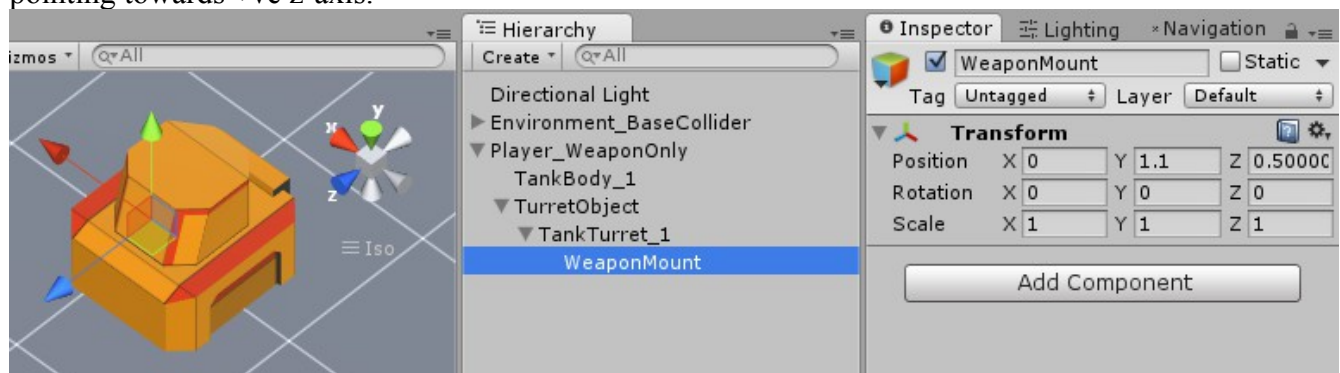 pointing towards +ve z-axis.
izmos All
x y z
Iso
Hierarchy
Create All
Directional Light
Environment_BaseCollider
Player_WeaponOnly
TankBody_1
TurretObject
TankTurret_1
WeaponMount
Inspector Lighting Navigation
WeaponMount Static
Tag Untagged Layer Default
Transform
Position X 0 Y 1.1 Z 0.50000
Rotation X 0 Y 0 Z 0
Scale X 1 Y 1 Z 1
Add Component